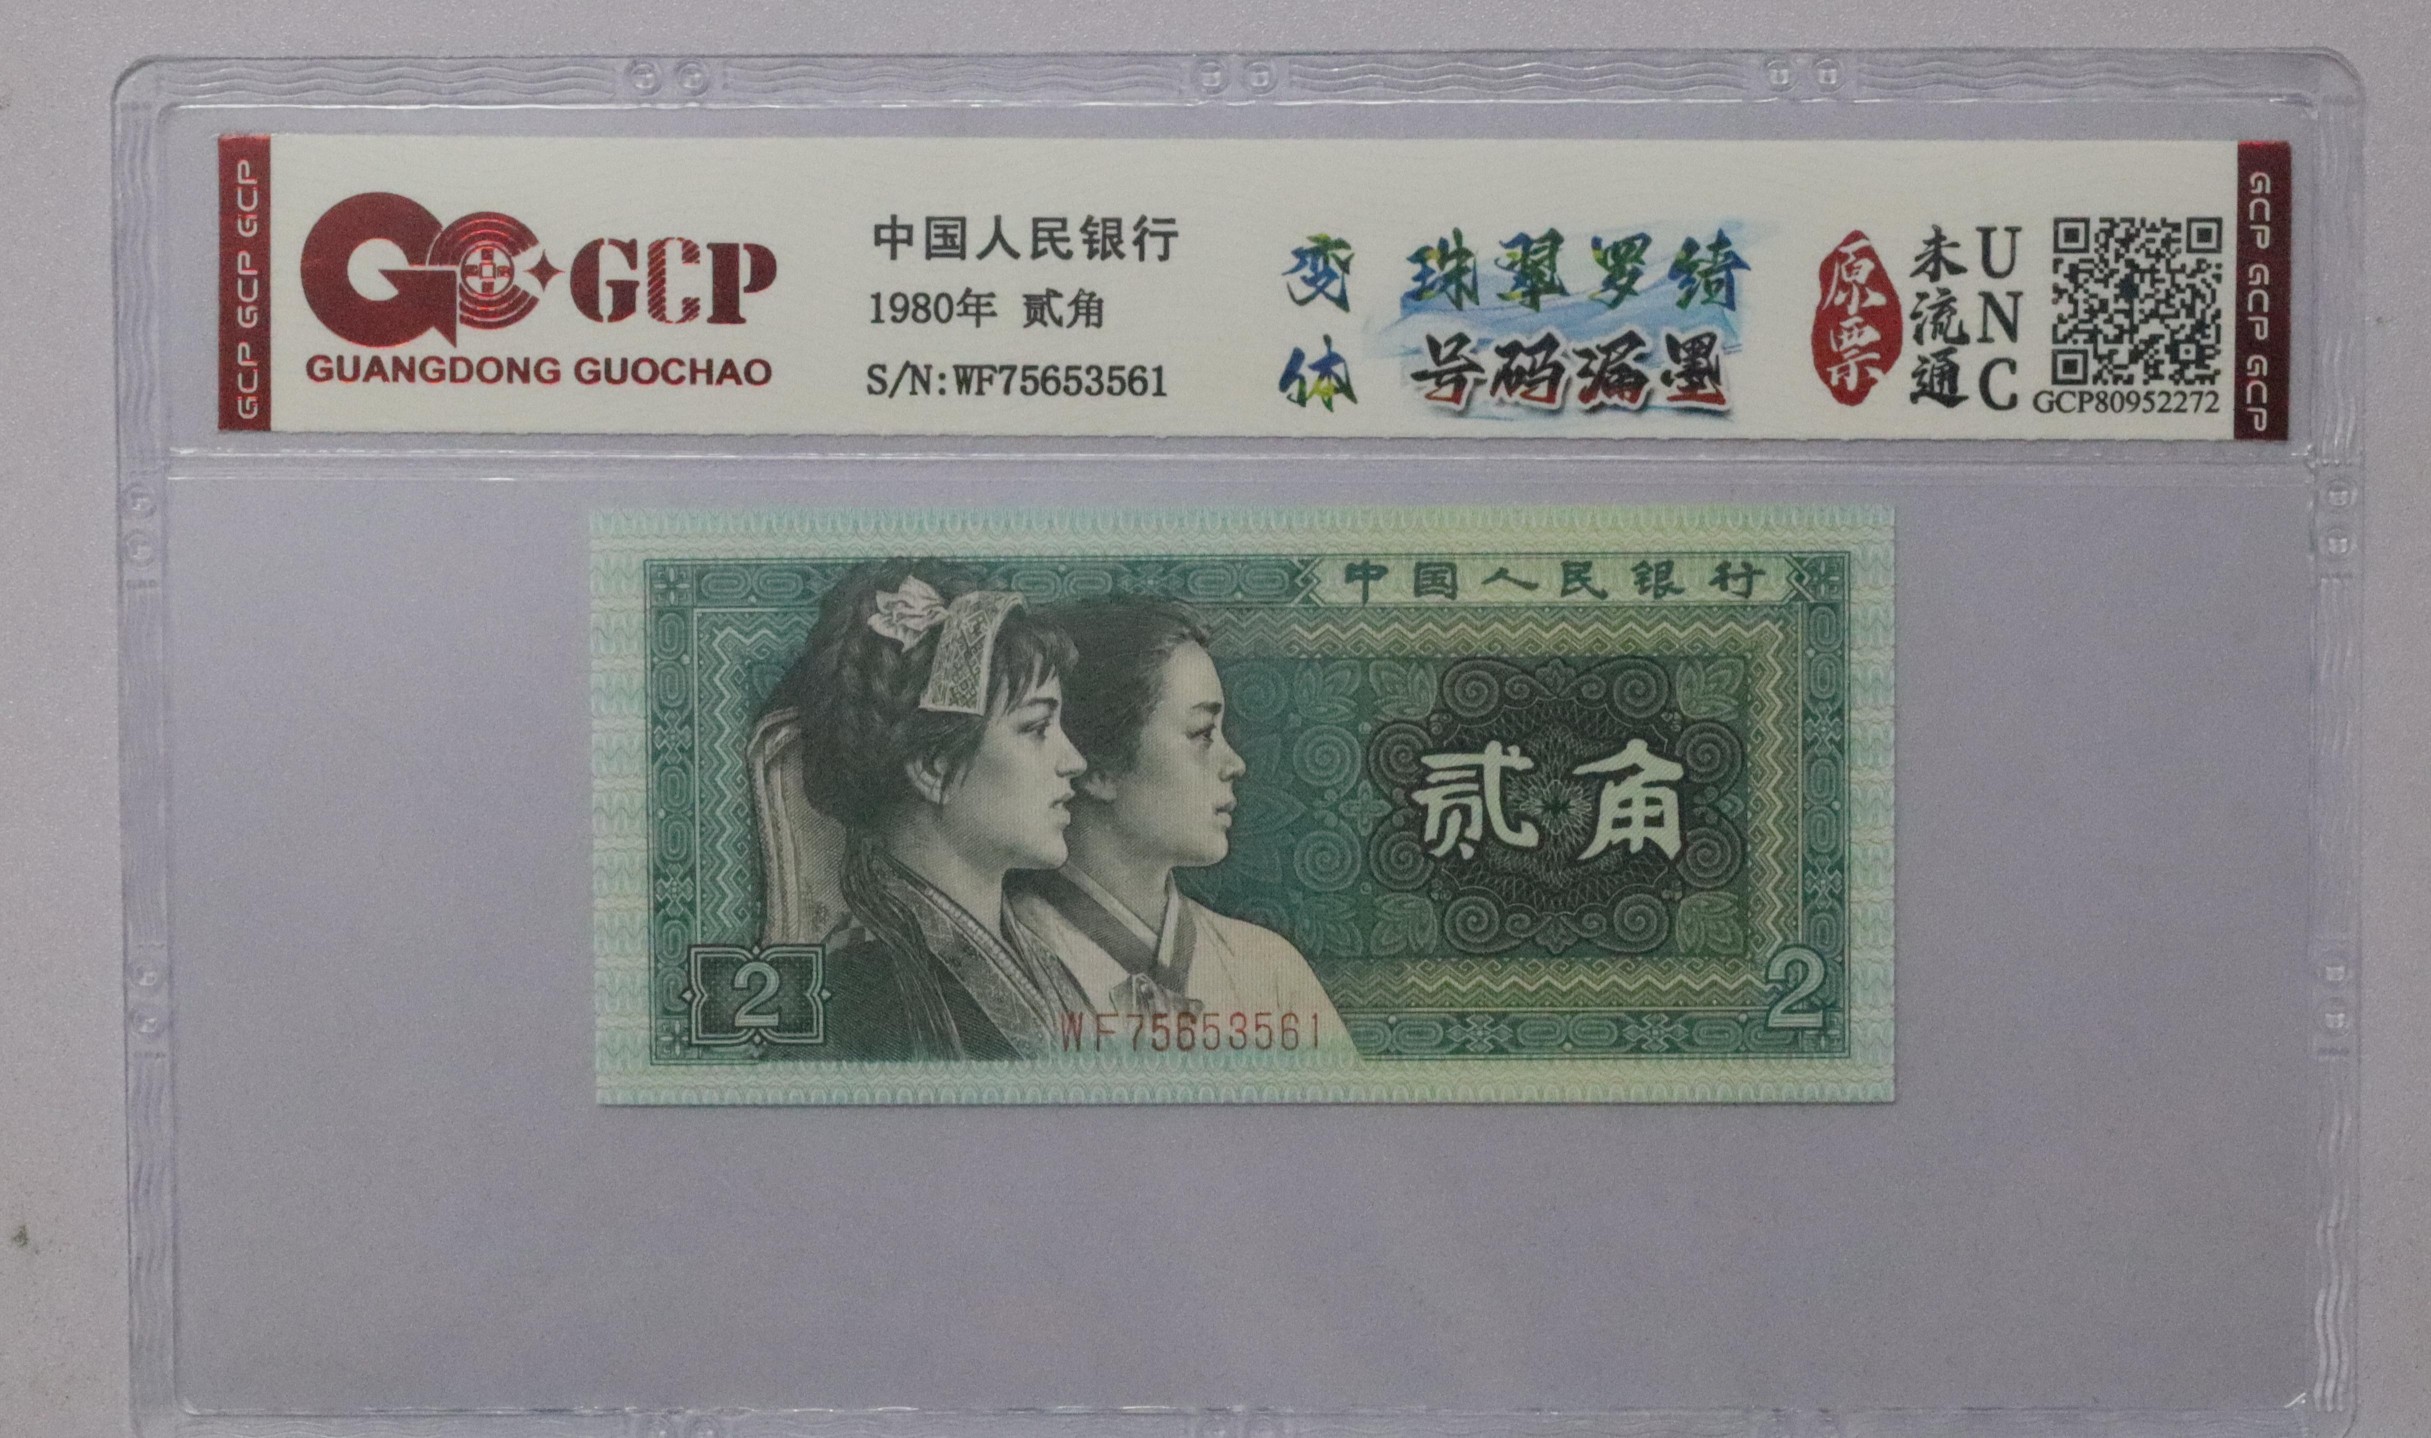 GCP GCP GCP
GCP
GUANGDONG GUOCHAO
中国人民银行
1980年 贰角
S/N:WF75653561
变体
珠翠罗绮
号码漏墨
原票
未流通
UNC
GCP80952272
GCP GCP GCP
中国人民银行
贰角
2
2
WF75653561